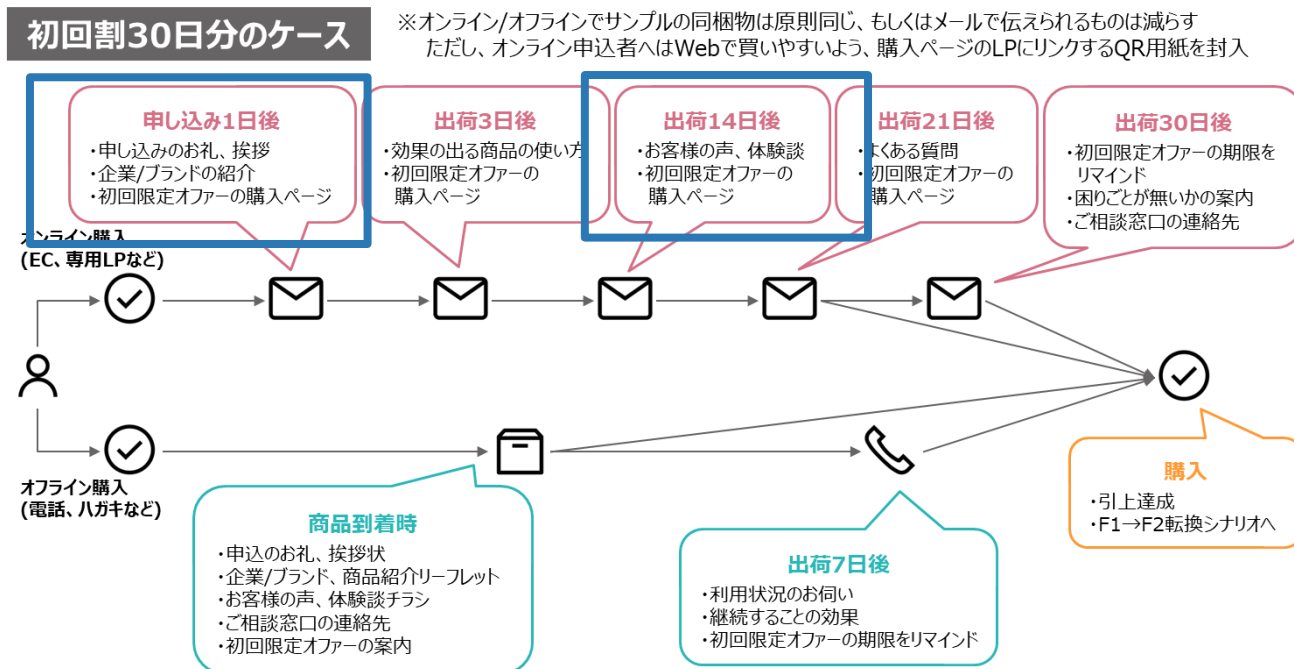 初回割30日分のケース
※オンライン/オフラインでサンプルの同梱物は原則同じ、もしくはメールで伝えられるものは減らす
ただし、オンライン申込者へはWebで買いやすいよう、購入ページのLPにリンクするQR用紙を封入
申し込み1日後
・申し込みのお礼、挨拶
・企業/ブランドの紹介
・初回限定オファーの購入ページ
出荷3日後
・効果の出る商品の使い方
・初回限定オファーの
購入ページ
出荷14日後
・お客様の声、体験談
・初回限定オファーの
購入ページ
出荷21日後
・よくある質問
・初回限定オファーの
購入ページ
出荷30日後
・初回限定オファーの期限を
リマインド
・困りごとが無いかの案内
・ご相談窓口の連絡先
オンライン購入
(EC、専用LPなど)
オフライン購入
(電話、ハガキなど)
商品到着時
・申込のお礼、挨拶状
・企業/ブランド、商品紹介リーフレット
・お客様の声、体験談チラシ
・ご相談窓口の連絡先
・初回限定オファーの案内
出荷7日後
・利用状況のお伺い
・継続することの効果
・初回限定オファーの期限をリマインド
購入
・引上達成
・F1→F2転換シナリオへ